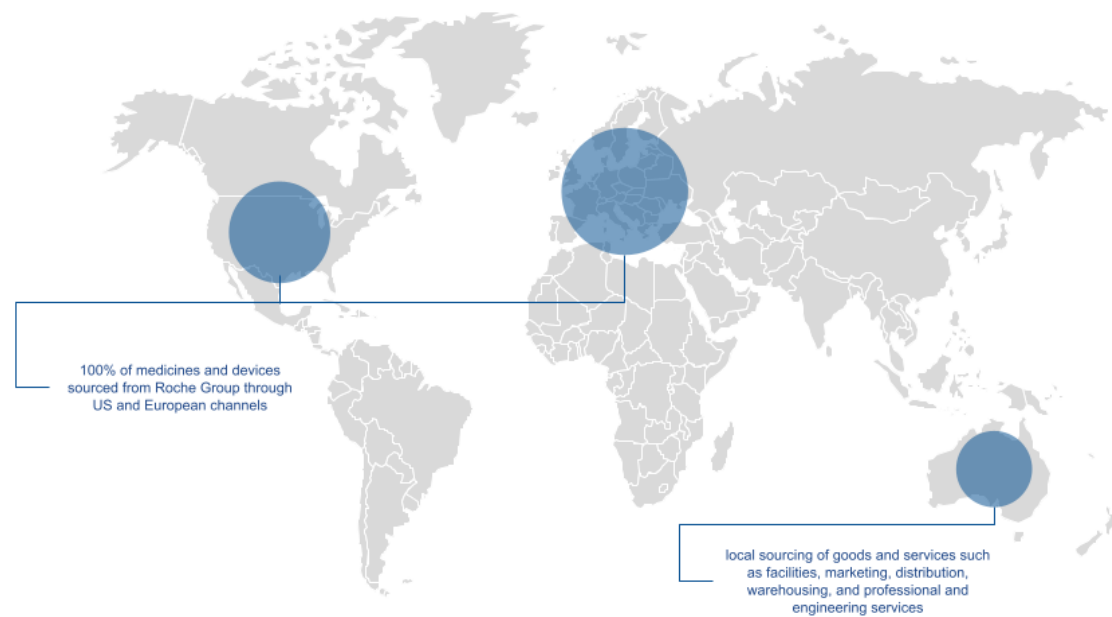 100% of medicines and devices
sourced from Roche Group through
US and European channels
local sourcing of goods and services such
as facilities, marketing, distribution,
warehousing, and professional and
engineering services